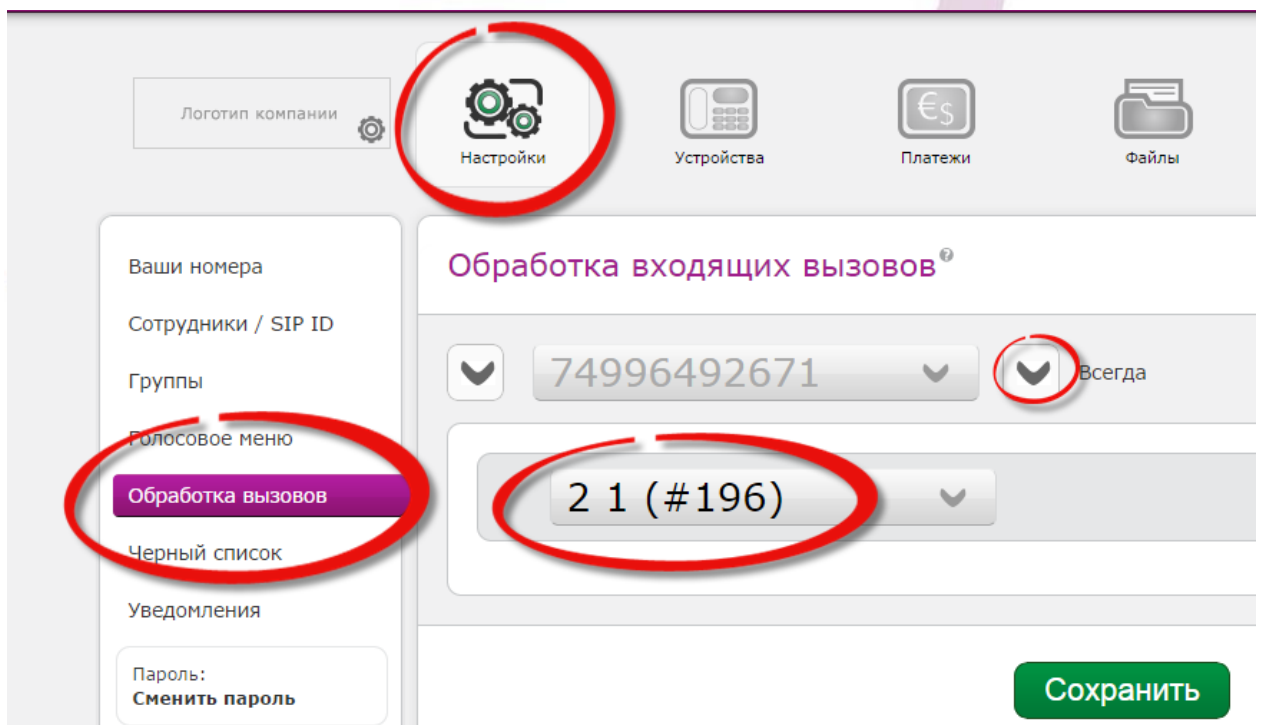 Логотип компании
Настройки
Устройства
€$
Платежи
Файлы
Ваши номера
Сотрудники / SIP ID
Группы
Голосовое меню
Обработка вызовов
Черный список
Уведомления
Пароль:
Сменить пароль
Обработка входящих вызовов?
74996492671
Всегда
2 1 (#196)
Сохранить